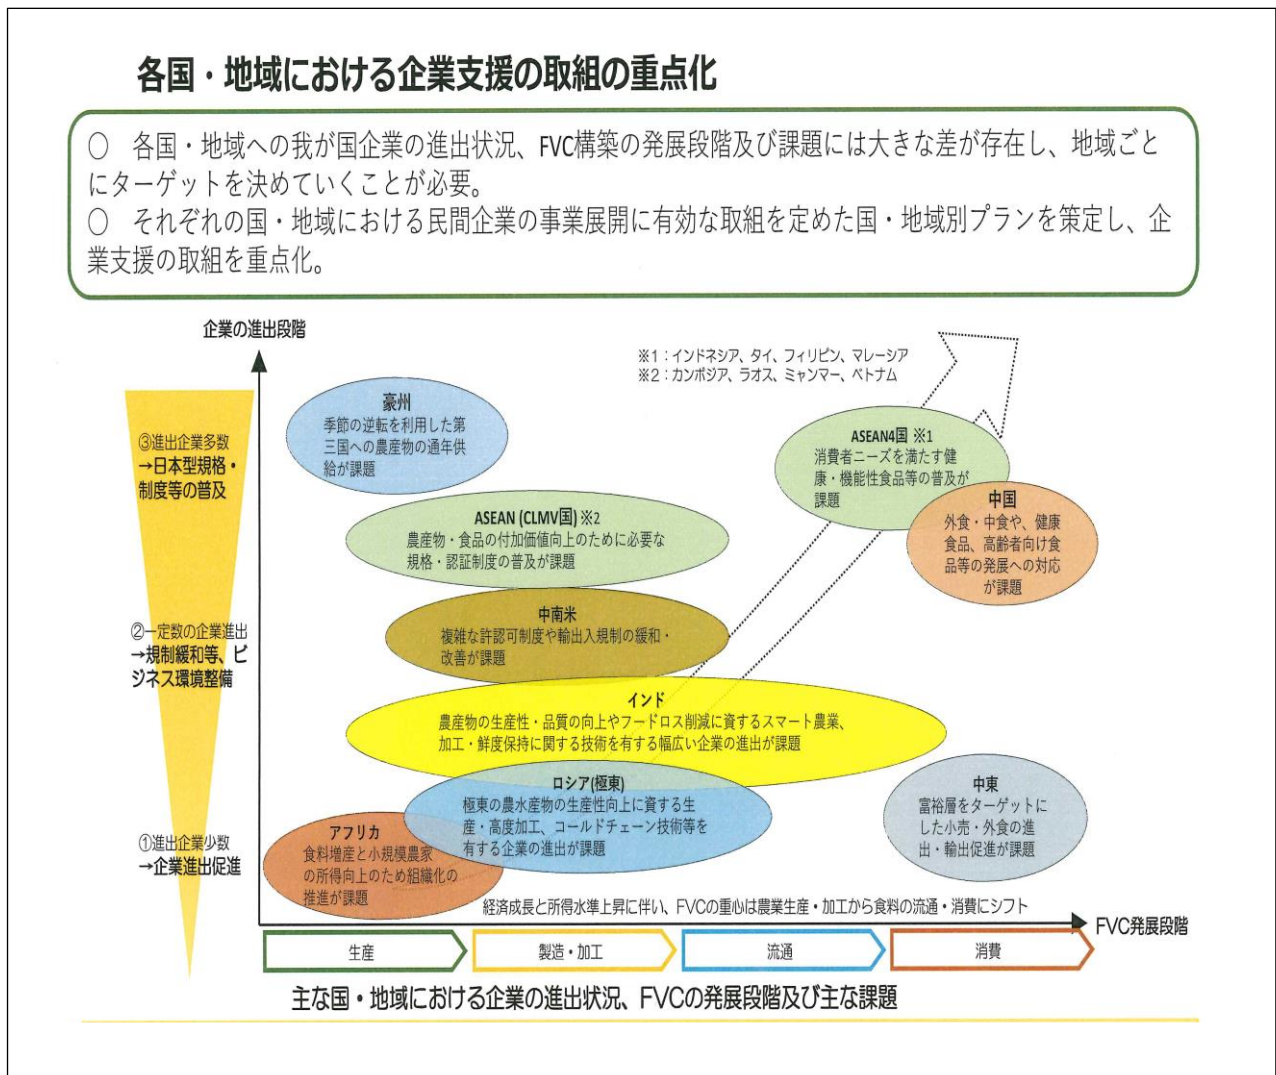 各国・地域における企業支援の取組の重点化
○　各国・地域への我が国企業の進出状況、FVC構築の発展段階及び課題には大きな差が存在し、地域ごと
にターゲットを決めていくことが必要。
○　それぞれの国・地域における民間企業の事業展開に有効な取組を定めた国・地域別プランを策定し、企
業支援の取組を重点化。
企業の進出段階
※1：インドネシア、タイ、フィリピン、マレーシア
※2：カンボジア、ラオス、ミャンマー、ベトナム
③進出企業多数
→日本型規格・
制度等の普及
②一定数の企業進出
→規制緩和等、ビ
ジネス環境整備
①進出企業少数
→企業進出促進
豪州
季節の逆転を利用した第
三国への農産物の通年供
給が課題
ASEAN4国 ※1
消費者ニーズを満たす健
康・機能性食品等の普及が
課題
中国
外食・中食や、健康
食品、高齢者向け食
品等の発展への対応
が課題
ASEAN (CLMV国) ※2
農産物・食品の付加価値向上のために必要な
規格・認証制度の普及が課題
中南米
複雑な許認可制度や輸出入規制の緩和・
改善が課題
インド
農産物の生産性・品質の向上やフードロス削減に資するスマート農業、
加工・鮮度保持に関する技術を有する幅広い企業の進出が課題
ロシア(極東)
極東の農水産物の生産性向上に資する生
産・高度加工、コールドチェーン技術等を
有する企業の進出が課題
中東
富裕層をターゲットに
した小売・外食の進
出・輸出促進が課題
アフリカ
食料増産と小規模農家
の所得向上のため組織化の
推進が課題
経済成長と所得水準上昇に伴い、FVCの重心は農業生産・加工から食料の流通・消費にシフト
FVC発展段階
生産
製造・加工
流通
消費
主な国・地域における企業の進出状況、FVCの発展段階及び主な課題